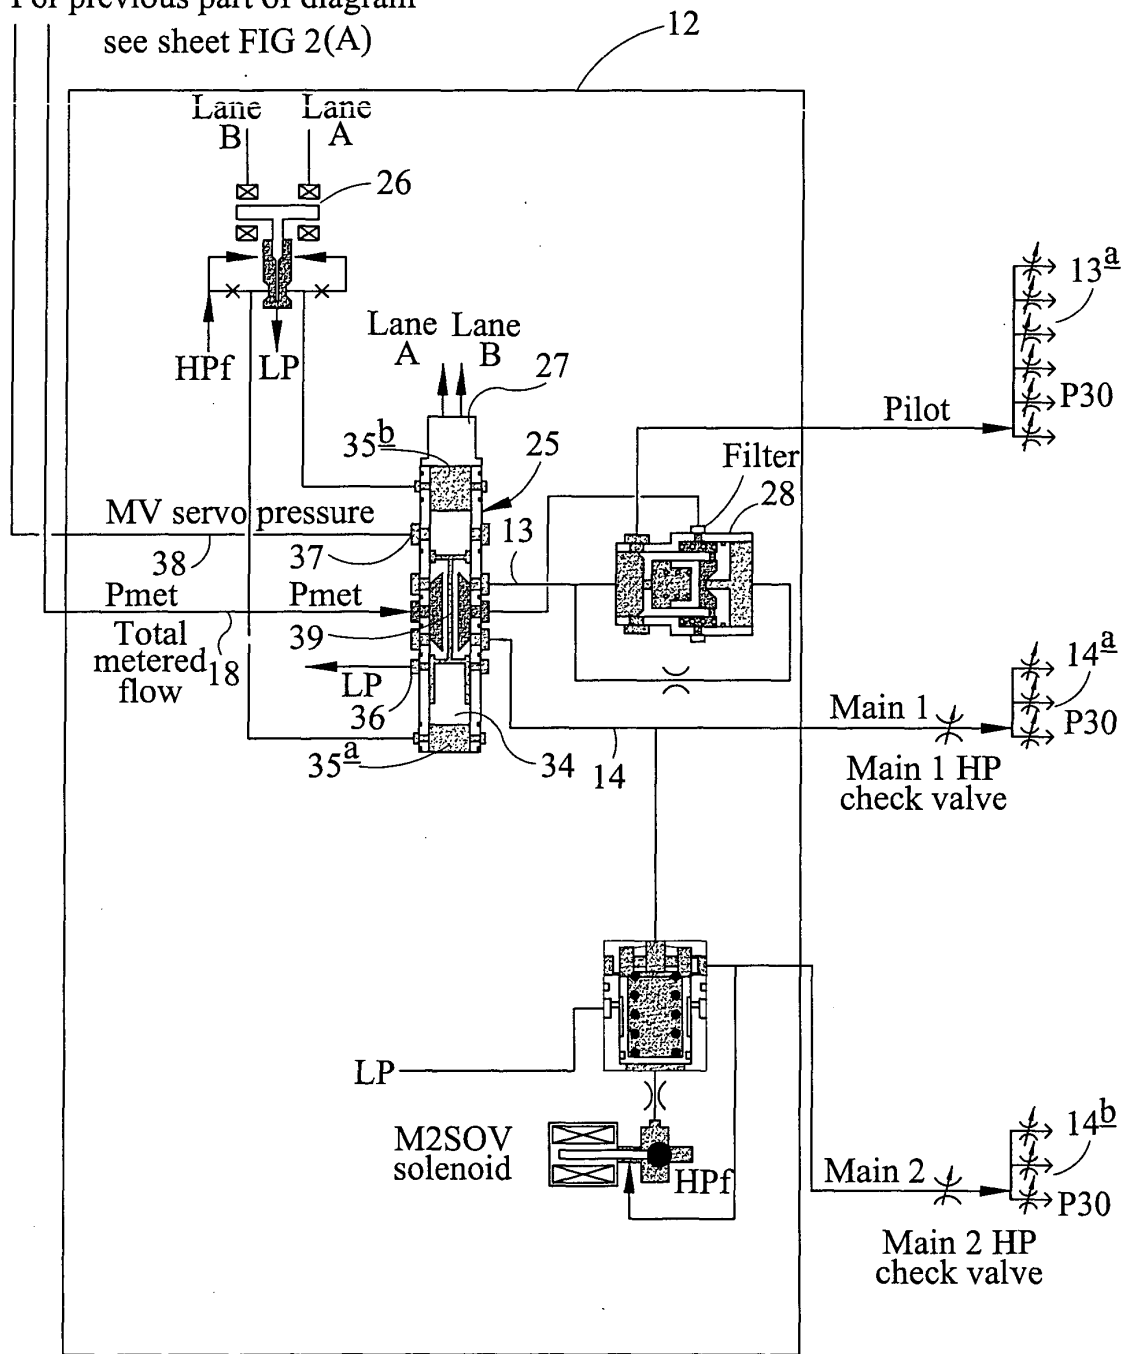 For previous part of diagram
see sheet FIG 2(A)
12
Lane B
Lane A
26
HPf
LP
Lane A
Lane B
27
13a
P30
Pilot
35b
25
Filter
28
MV servo pressure
38
37
13
Pmet
Pmet
39
Total metered flow
18
LP
36
35a
34
14
Main 1
14a
P30
Main 1 HP
check valve
LP
M2SOV
solenoid
HPf
Main 2
14b
P30
Main 2 HP
check valve